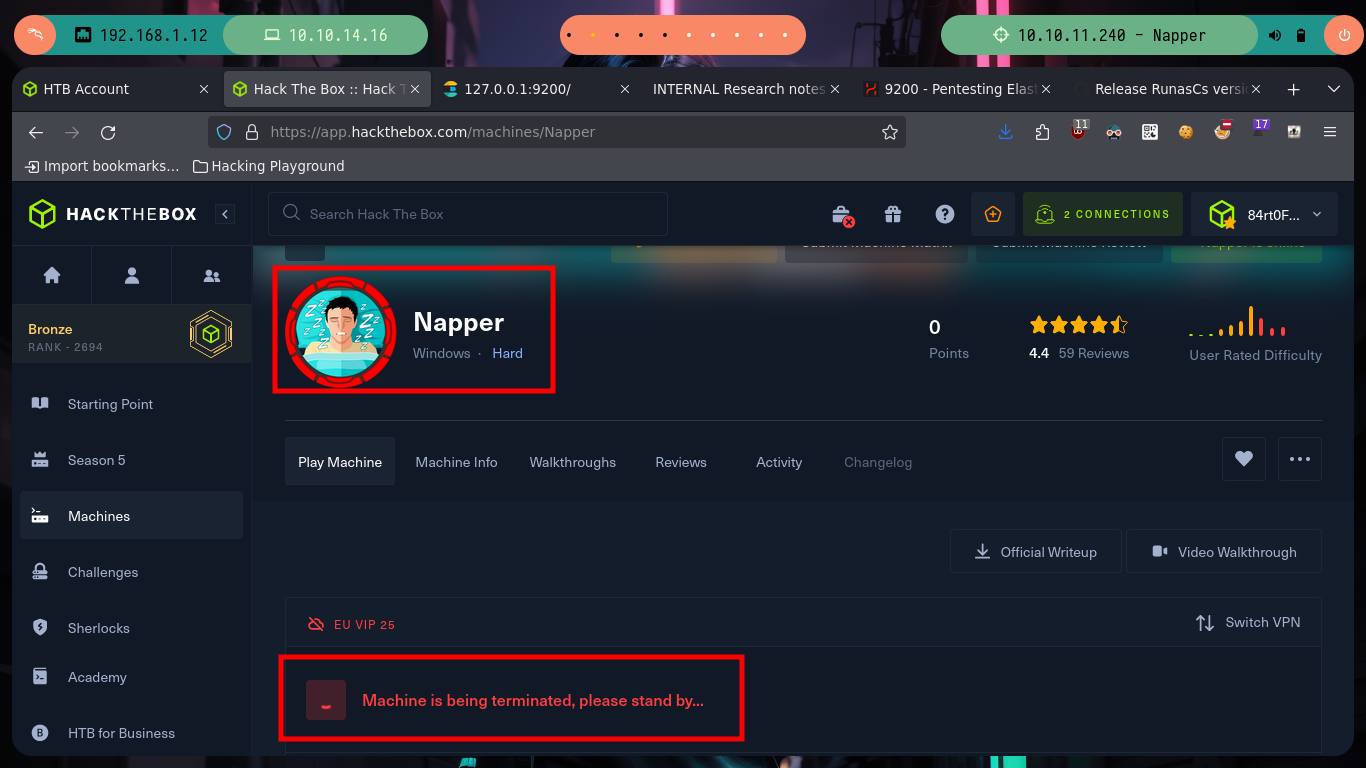 192.168.1.12
10.10.14.16
10.10.11.240 - Napper
HTB Account
Hack The Box :: Hack T
127.0.0.1:9200/
INTERNAL Research notes
9200 - Pentesting Elast
Release RunasCs versi
https://app.hackthebox.com/machines/Napper
11
17
Import bookmarks...
Hacking Playground
HACKTHEBOX
Search Hack The Box
2 CONNECTIONS
84rt0F...
Bronze
RANK - 2694
Napper
Windows · Hard
0
Points
4.4 59 Reviews
User Rated Difficulty
Starting Point
Season 5
Machines
Challenges
Sherlocks
Academy
HTB for Business
Play Machine
Machine Info
Walkthroughs
Reviews
Activity
Changelog
Official Writeup
Video Walkthrough
EU VIP 25
Switch VPN
Machine is being terminated, please stand by...